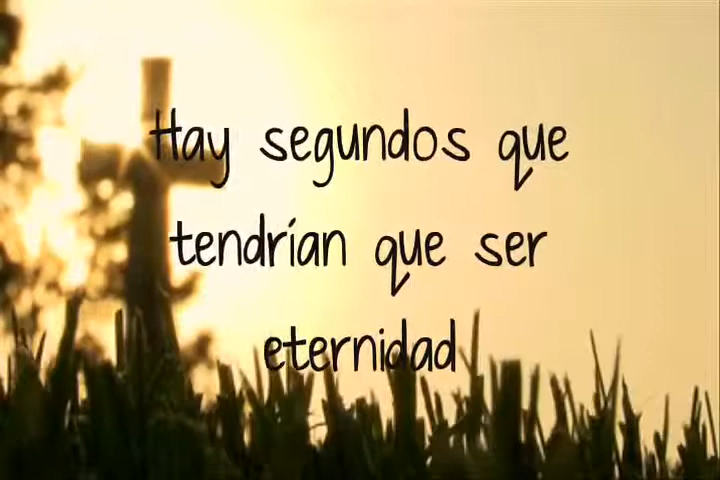 Hay segundos que
tendrían que ser
eternidad